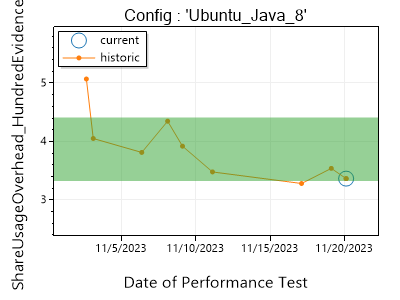 Config : 'Ubuntu_Java_8'
ShareUsageOverhead_HundredEvidence
current
historic
5
4
3
11/5/2023
11/10/2023
11/15/2023
11/20/2023
Date of Performance Test